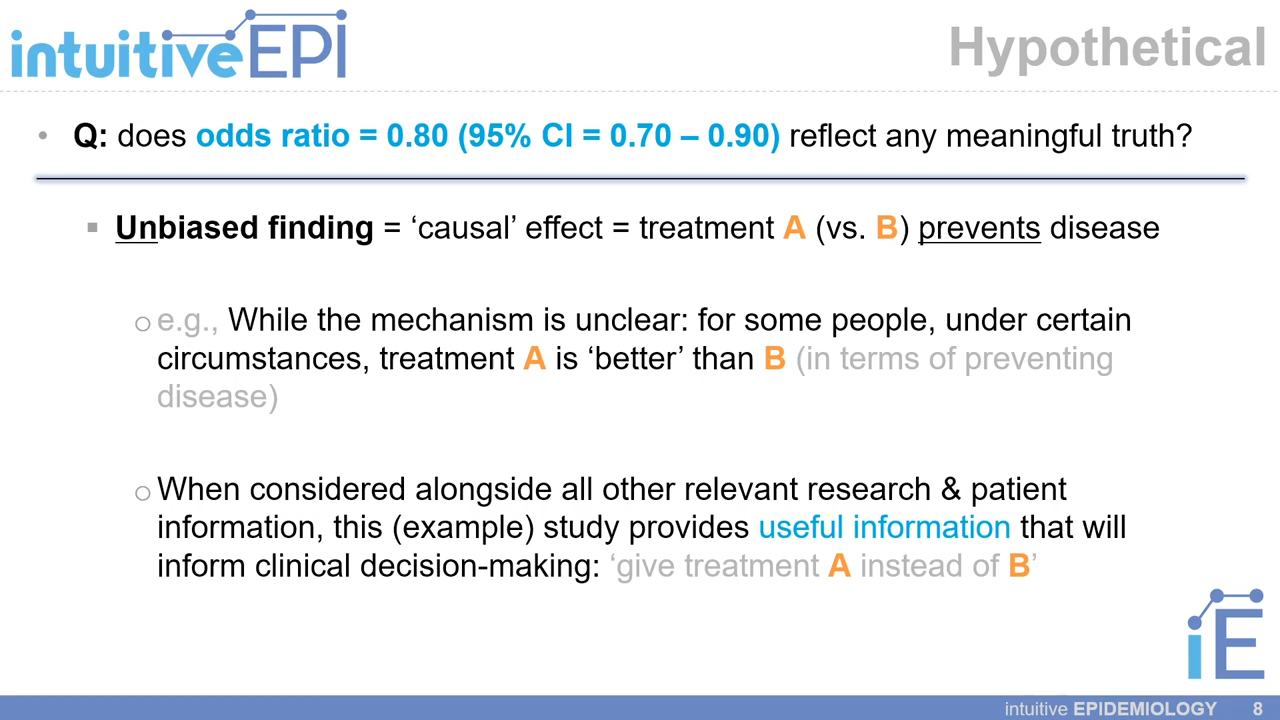 intuitiveEPI
Hypothetical
• Q: does odds ratio = 0.80 (95% CI = 0.70 – 0.90) reflect any meaningful truth?
▪ Unbiased finding = ‘causal’ effect = treatment A (vs. B) prevents disease
o e.g., While the mechanism is unclear: for some people, under certain
circumstances, treatment A is ‘better’ than B (in terms of preventing
disease)
o When considered alongside all other relevant research & patient
information, this (example) study provides useful information that will
inform clinical decision-making: ‘give treatment A instead of B’
iE
intuitive EPIDEMIOLOGY 8